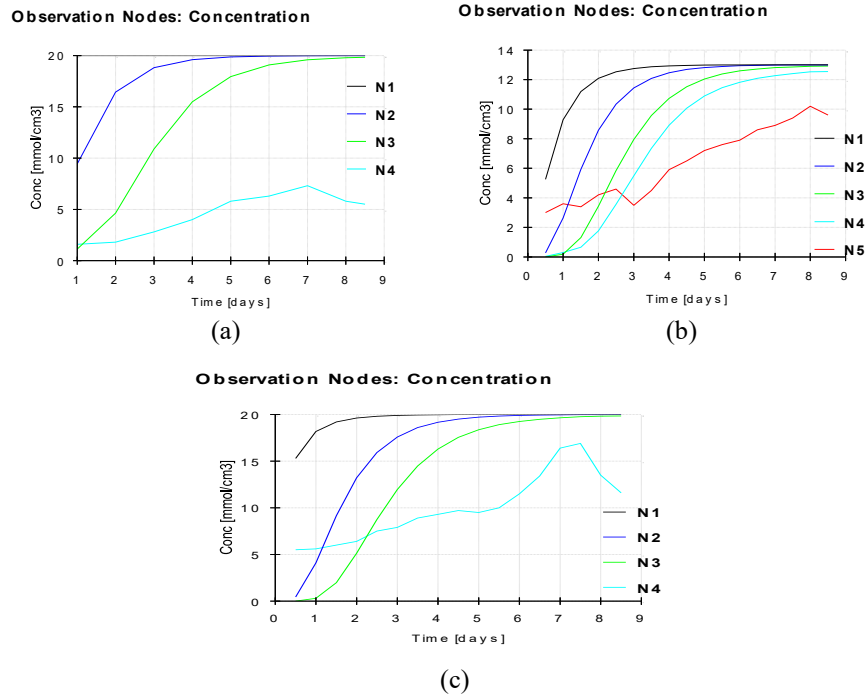 Observation Nodes: Concentration
20
15
10
5
0
Conc [mmol/cm3]
1 2 3 4 5 6 7 8 9
Time [days]
N1
N2
N3
N4
(a)
Observation Nodes: Concentration
14
12
10
8
6
4
2
0
Conc [mmol/cm3]
0 1 2 3 4 5 6 7 8 9
Time [days]
N1
N2
N3
N4
N5
(b)
Observation Nodes: Concentration
20
15
10
5
0
Conc [mmol/cm3]
0 1 2 3 4 5 6 7 8 9
Time [days]
N1
N2
N3
N4
(c)